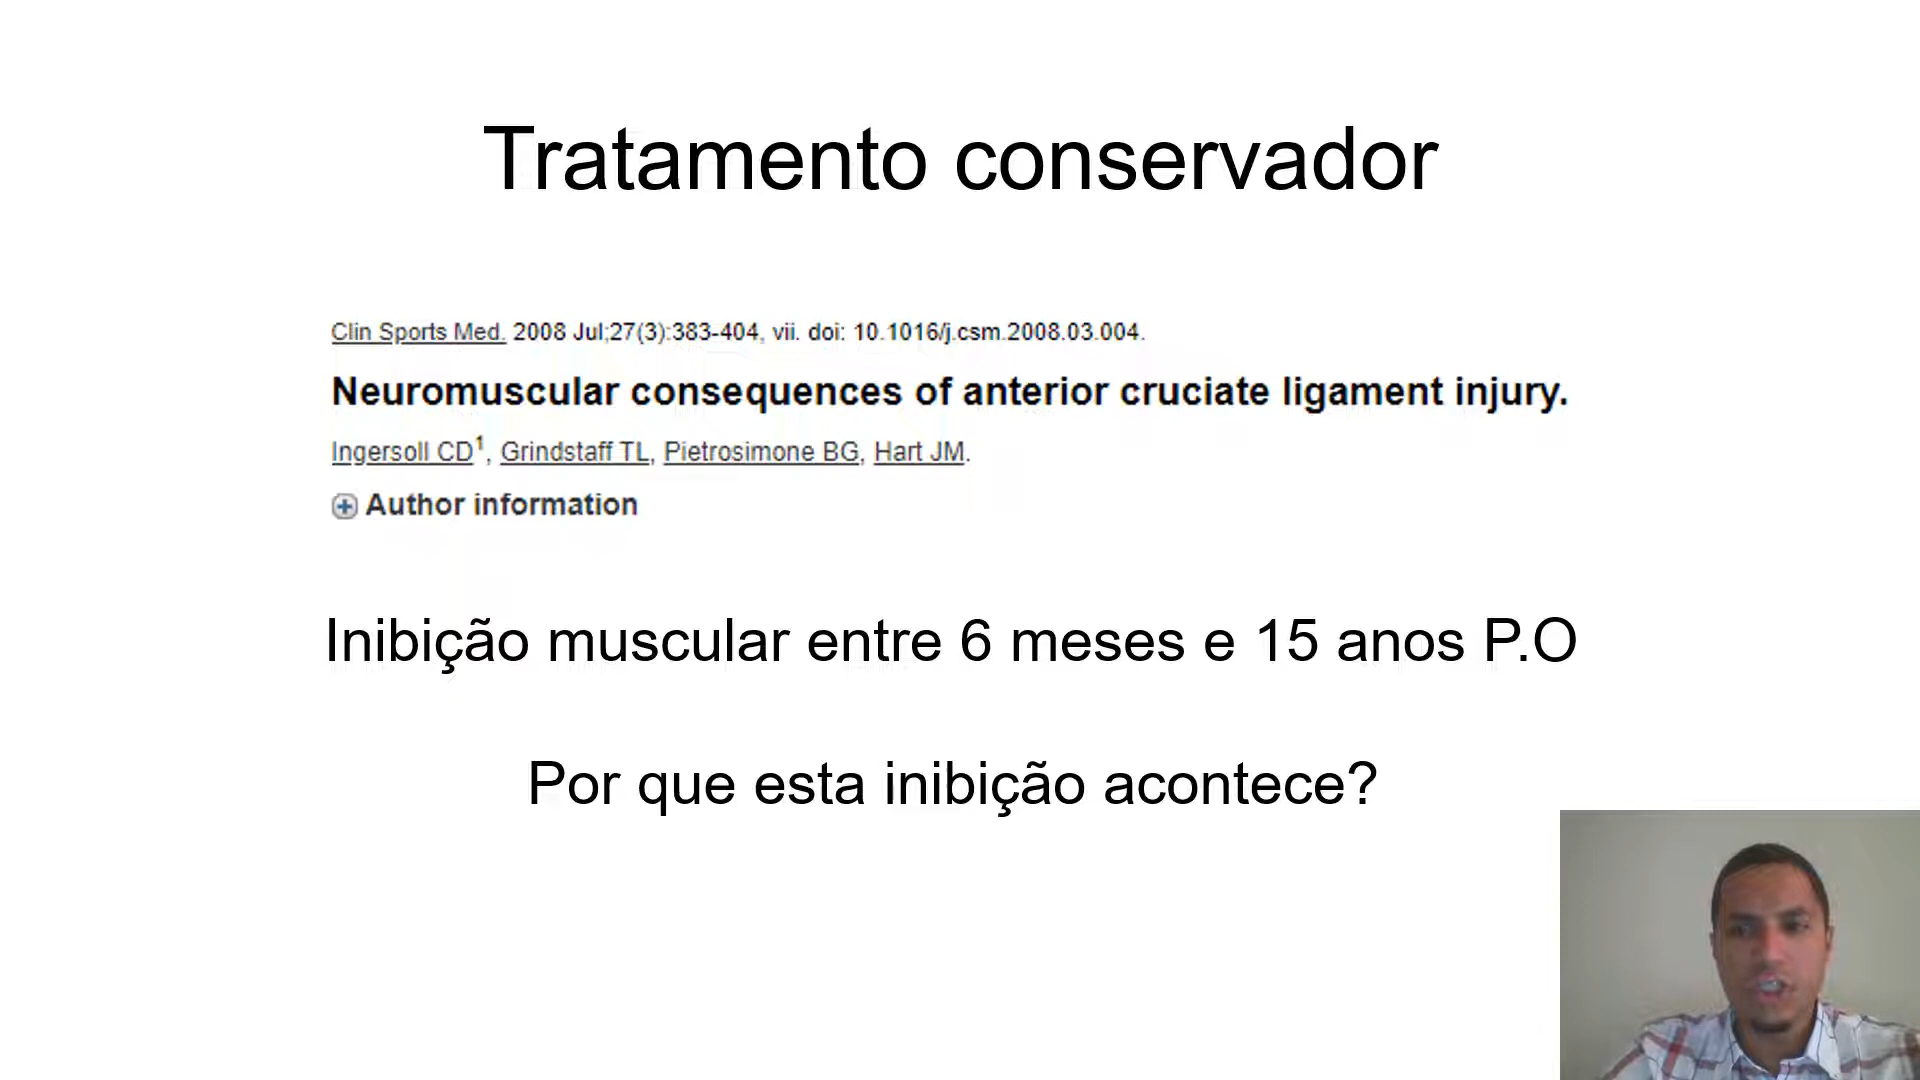 Tratamento conservador
Clin Sports Med. 2008 Jul;27(3):383-404, vii. doi: 10.1016/j.csm.2008.03.004.
Neuromuscular consequences of anterior cruciate ligament injury.
Ingersoll CD1, Grindstaff TL, Pietrosimone BG, Hart JM.
Author information
Inibição muscular entre 6 meses e 15 anos P.O
Por que esta inibição acontece?